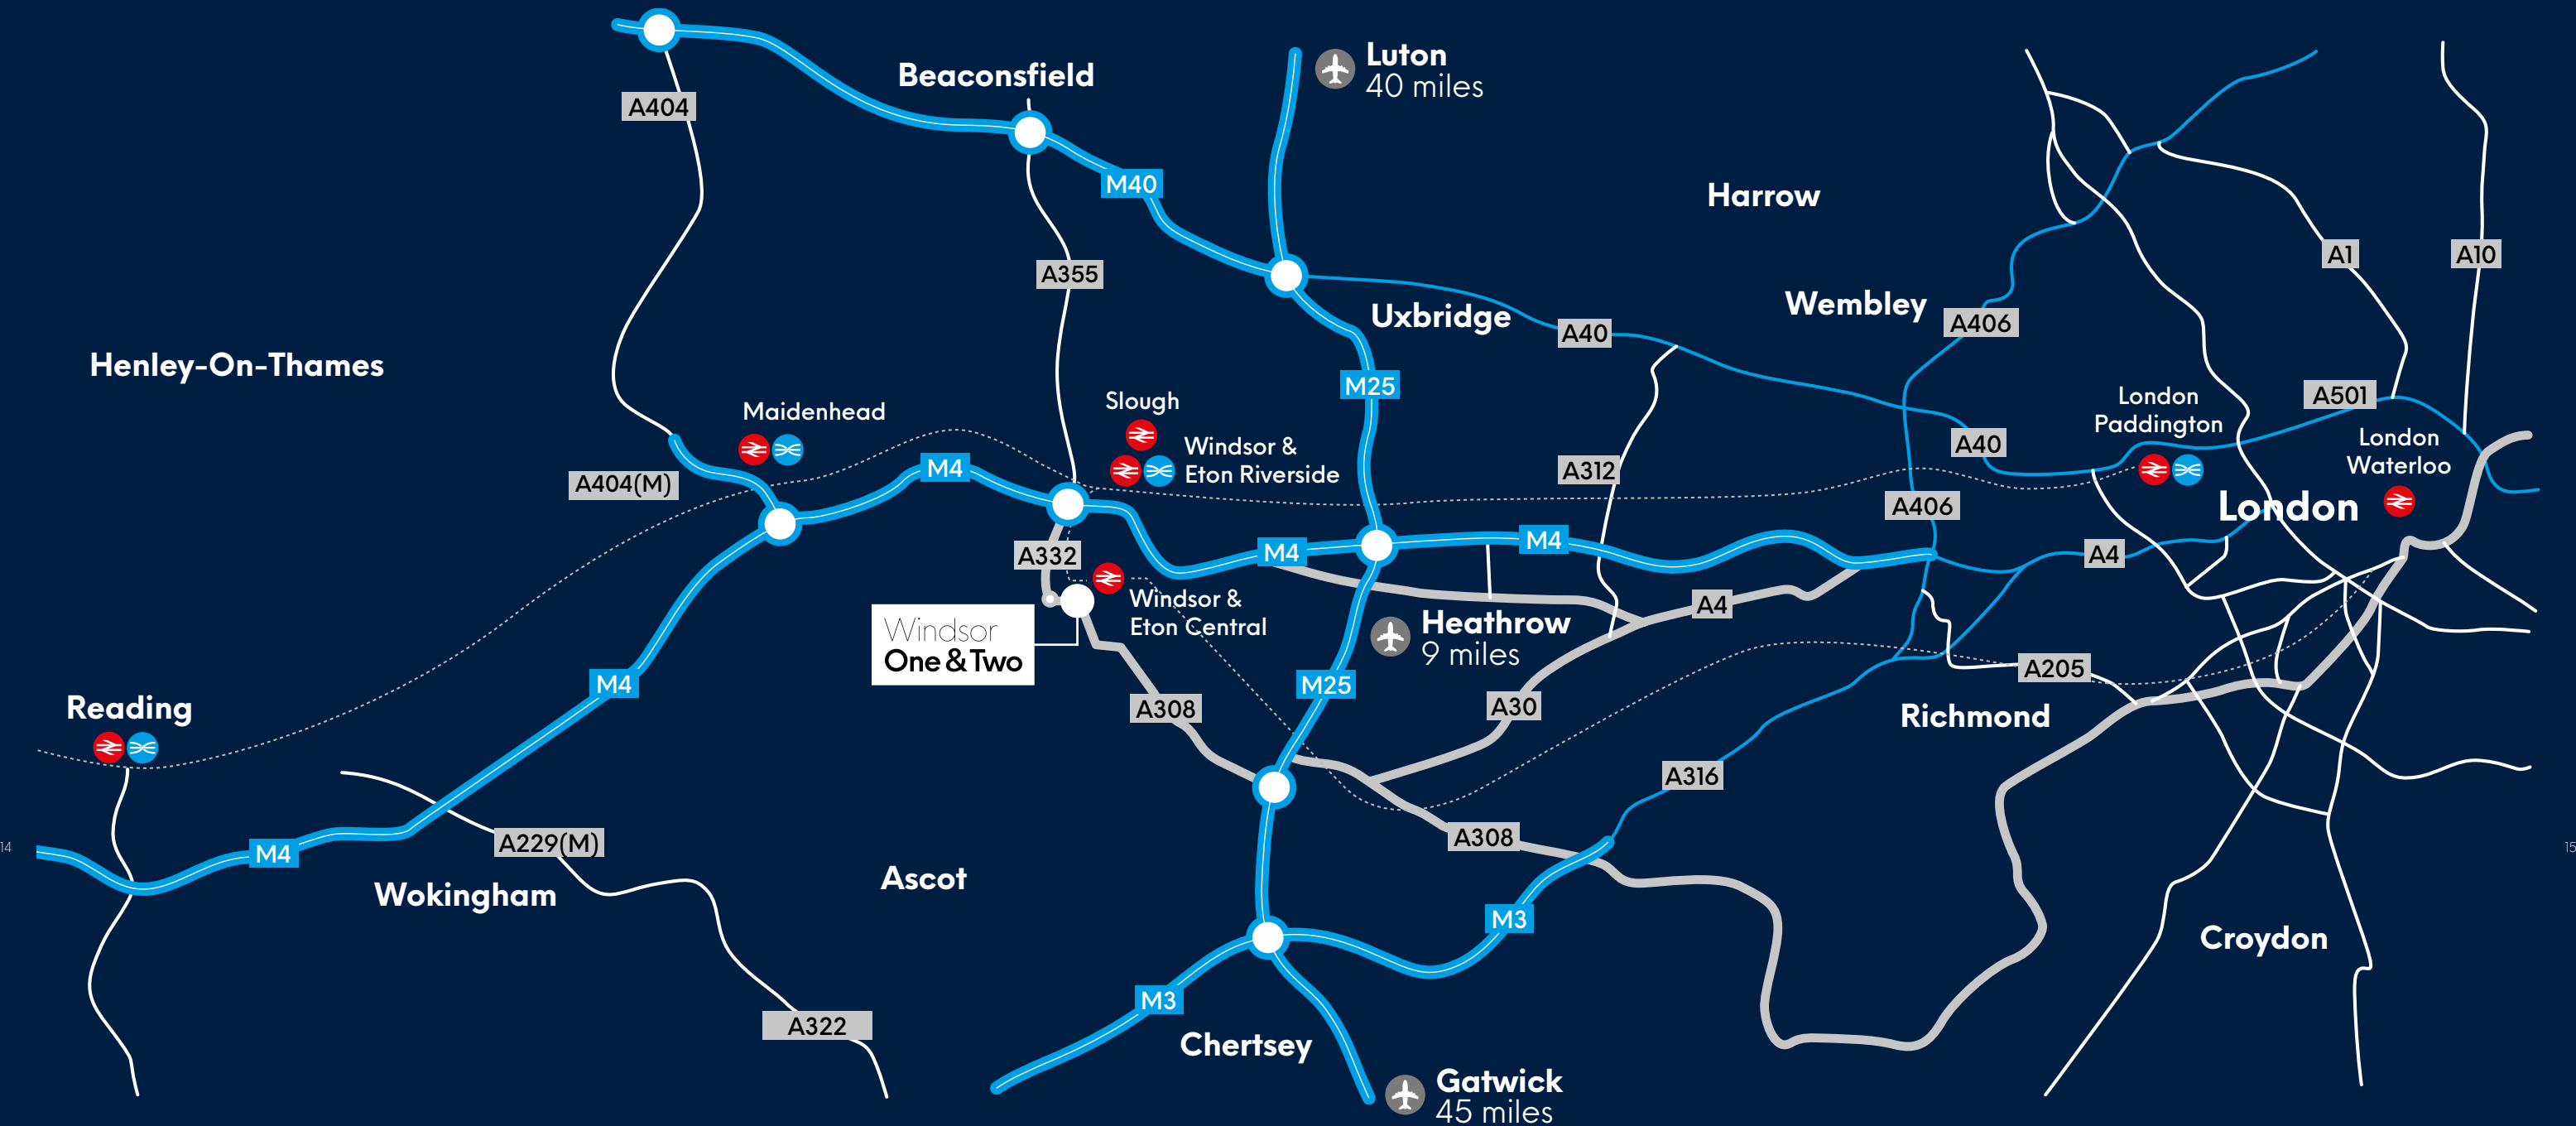 Luton
40 miles
Beaconsfield
A404
M40
Harrow
A1
A10
A355
Wembley
Uxbridge
A40
A406
Henley-On-Thames
M25
A501
London
Paddington
Maidenhead
Slough
Windsor &
Eton Riverside
A40
London
Waterloo
M4
A312
A404(M)
A406
London
M4
M4
A332
A4
Windsor &
Eton Central
A4
Windsor
One & Two
Heathrow
9 miles
M4
M25
A205
Reading
A308
A30
Richmond
A316
A308
14
15
M4
A229(M)
Wokingham
Ascot
M3
Croydon
M3
A322
Chertsey
Gatwick
45 miles